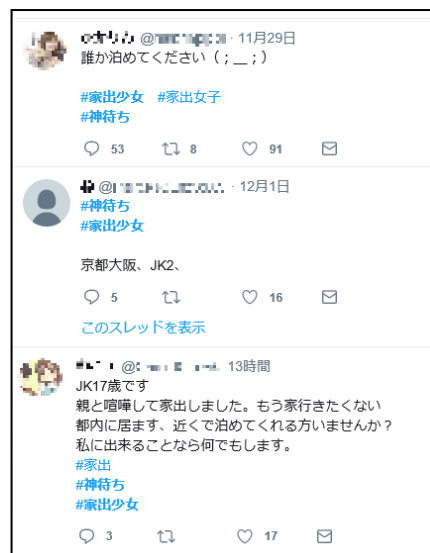 · 11月29日
誰か泊めてください(；__；)
#家出少女 #家出女子
#神待ち
53 8 91
· 12月1日
#神待ち
#家出少女
京都大阪、JK2、
5 16
このスレッドを表示
13時間
JK17歳です
親と喧嘩して家出しました。もう家行きたくない
都内に居ます、近くで泊めてくれる方いませんか？
私に出来ることなら何でもします。
#家出
#神待ち
#家出少女
3 17